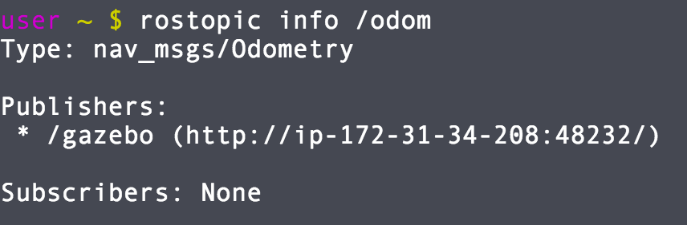 user ~ $ rostopic info /odom
Type: nav_msgs/Odometry
Publishers:
* /gazebo (http://ip-172-31-34-208:48232/)
Subscribers: None